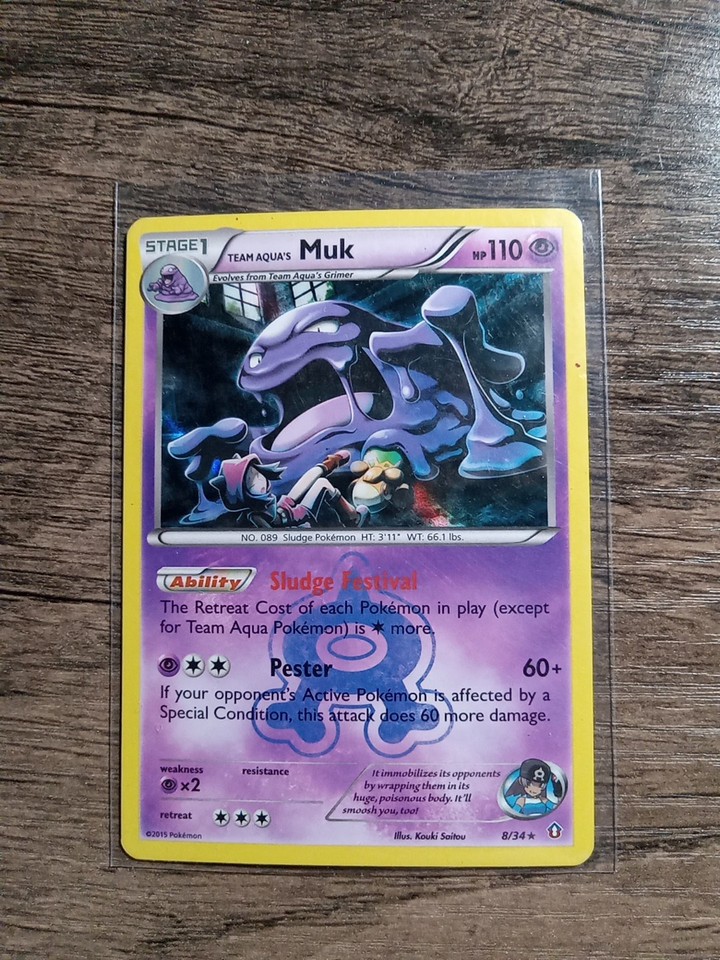 STAGE1 TEAM AQUA'S Muk HP110
Evolves from Team Aqua's Grimer
NO. 089 Sludge Pokémon HT: 3'11" WT: 66.1 lbs.
Ability Sludge Festival
The Retreat Cost of each Pokémon in play (except
for Team Aqua Pokémon) is more.
Pester 60+
If your opponent's Active Pokémon is affected by a
Special Condition, this attack does 60 more damage.
weakness resistance
×2
retreat
It immobilizes its opponents
by wrapping them in its
huge, poisonous body. It'll
smoosh you, too!
©2015 Pokémon Illus. Kouki Saitou 8/34★